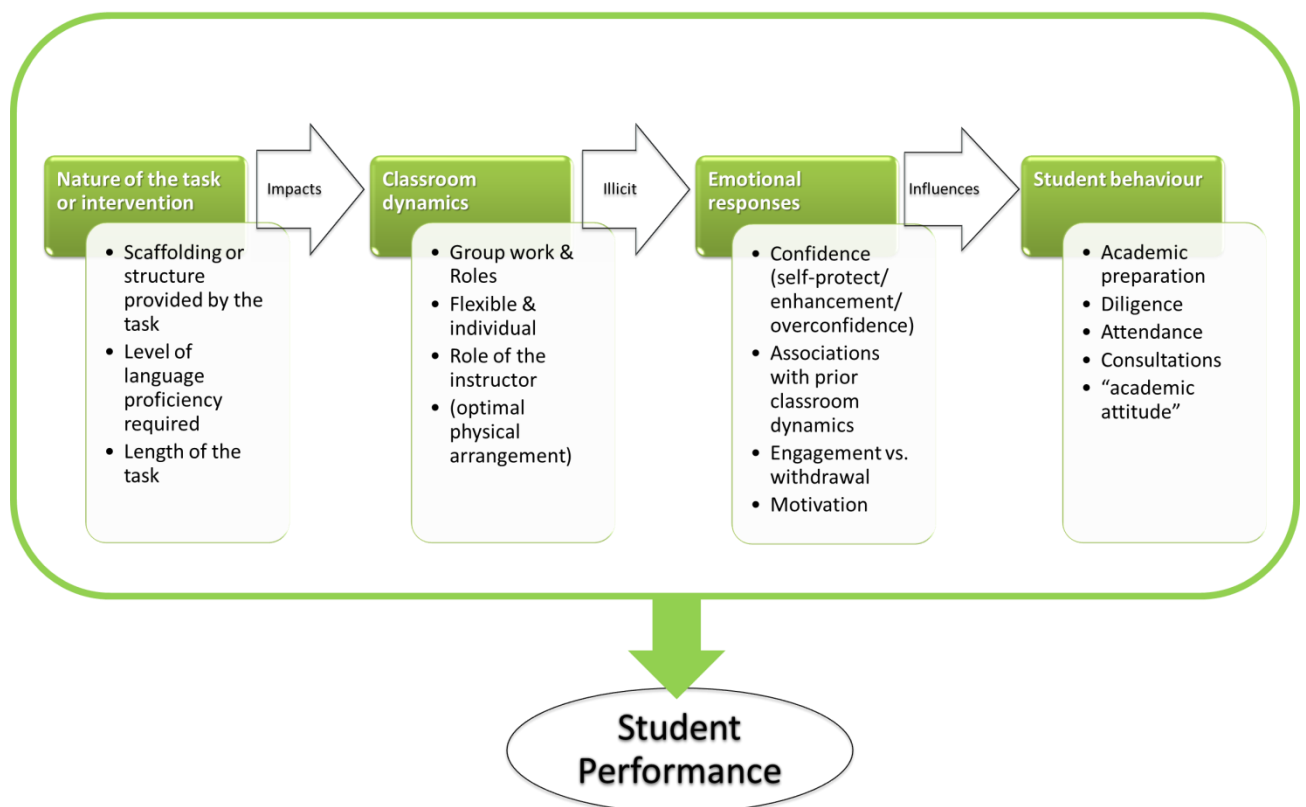 Nature of the task
or intervention
• Scaffolding or
structure
provided by the
task
• Level of
language
proficiency
required
• Length of the
task
Impacts
Classroom
dynamics
• Group work &
Roles
• Flexible &
individual
• Role of the
instructor
• (optimal
physical
arrangement)
Illicit
Emotional
responses
• Confidence
(self-protect/
enhancement/
overconfidence)
• Associations
with prior
classroom
dynamics
• Engagement vs.
withdrawal
• Motivation
Influences
Student behaviour
• Academic
preparation
• Diligence
• Attendance
• Consultations
• “academic
attitude”
Student
Performance